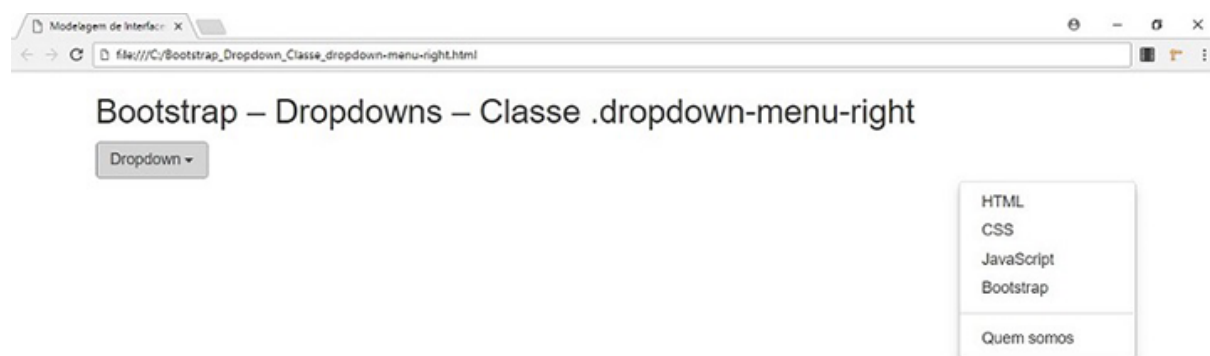 Modelagem de Interface
file:///C:/Bootstrap_Dropdown_Classe_dropdown-menu-right.html
Bootstrap – Dropdowns – Classe .dropdown-menu-right
Dropdown
HTML
CSS
JavaScript
Bootstrap
Quem somos